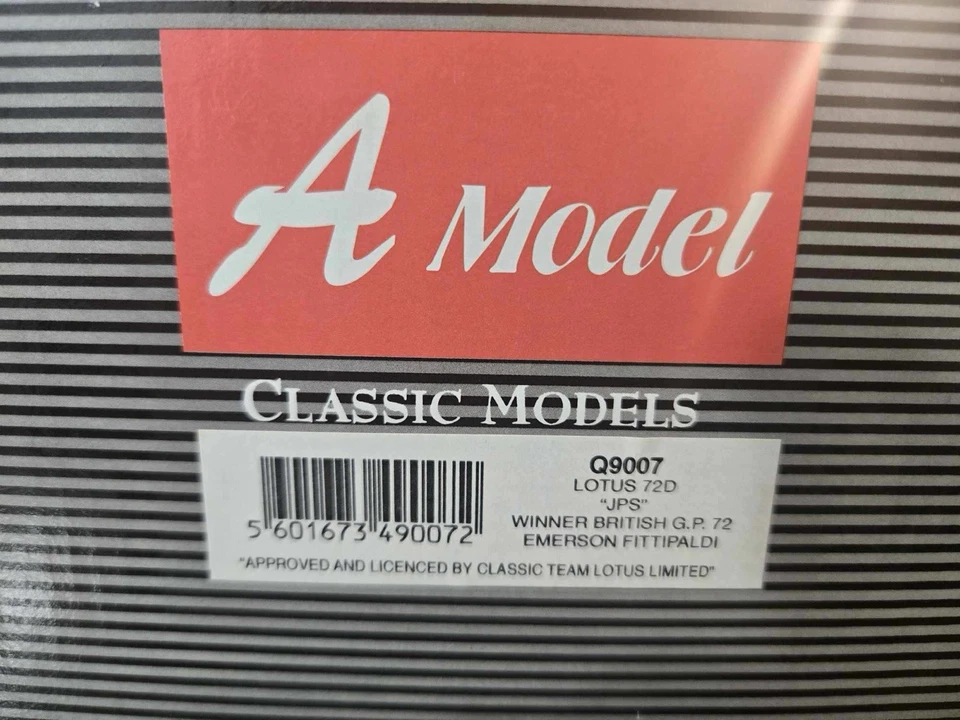 A Model
CLASSIC MODELS
Q9007
LOTUS 72D
"JPS"
WINNER BRITISH G.P. 72
EMERSON FITTIPALDI
5 601673 490072
"APPROVED AND LICENCED BY CLASSIC TEAM LOTUS LIMITED"